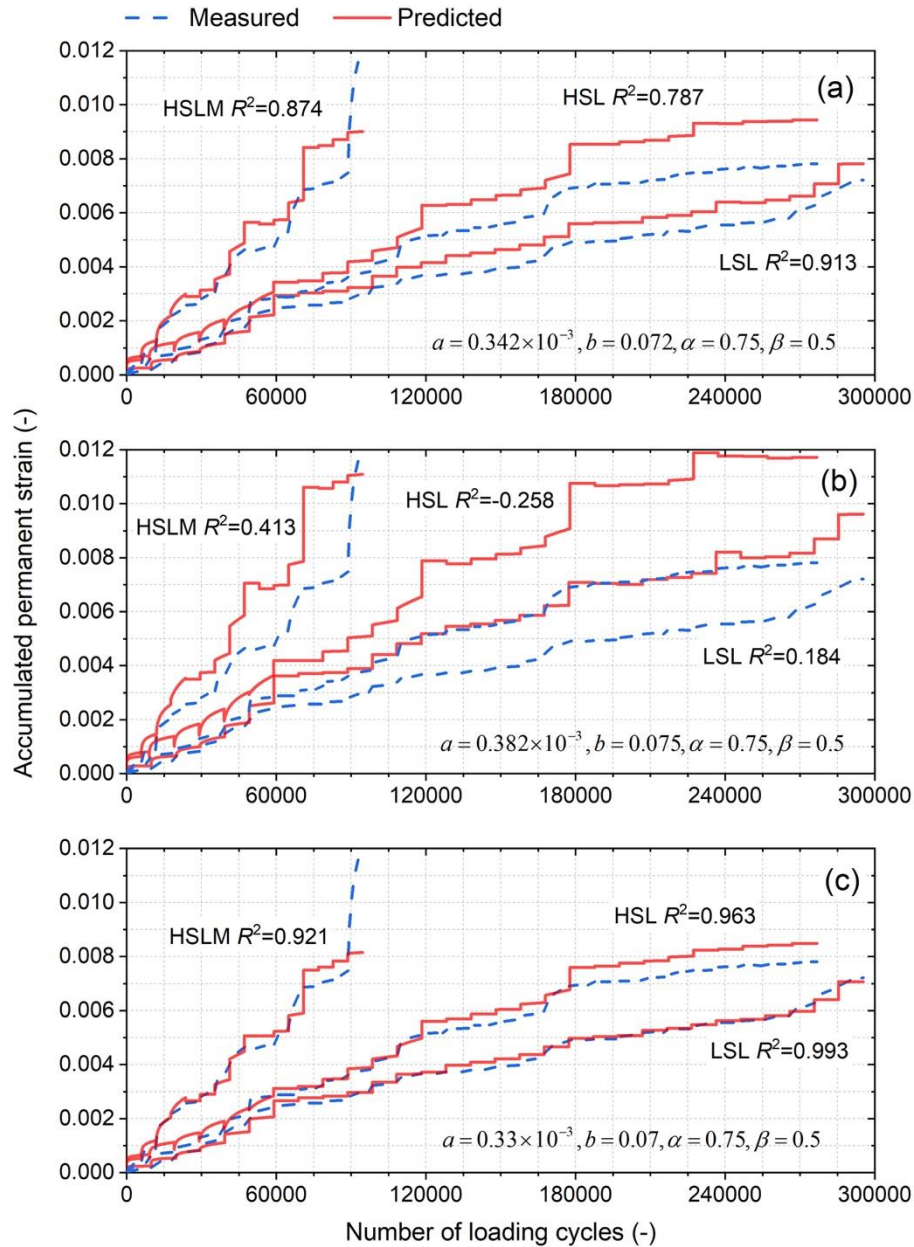 Measured Predicted
0.012
0.010
0.008
0.006
0.004
0.002
0.000
(a)
HSLM R²=0.874
HSL R²=0.787
LSL R²=0.913
a = 0.342×10⁻³, b = 0.072, α = 0.75, β = 0.5
0 60000 120000 180000 240000 300000
Accumulated permanent strain (-)
0.012
0.010
0.008
0.006
0.004
0.002
0.000
(b)
HSL R²=-0.258
HSLM R²=0.413
LSL R²=0.184
a = 0.382×10⁻³, b = 0.075, α = 0.75, β = 0.5
0 60000 120000 180000 240000 300000
0.012
0.010
0.008
0.006
0.004
0.002
0.000
(c)
HSL R²=0.963
HSLM R²=0.921
LSL R²=0.993
a = 0.33×10⁻³, b = 0.07, α = 0.75, β = 0.5
0 60000 120000 180000 240000 300000
Number of loading cycles (-)